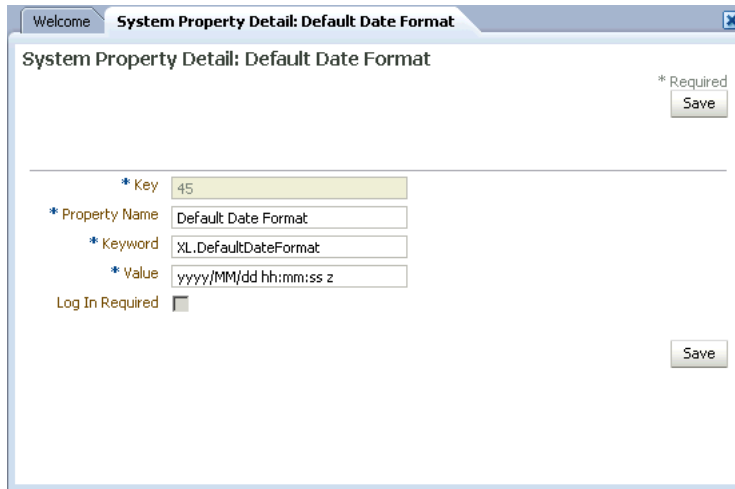 Welcome
System Property Detail: Default Date Format
System Property Detail: Default Date Format
* Required
Save
* Key 45
* Property Name Default Date Format
* Keyword XL.DefaultDateFormat
* Value yyyy/MM/dd hh:mm:ss z
Log In Required
Save